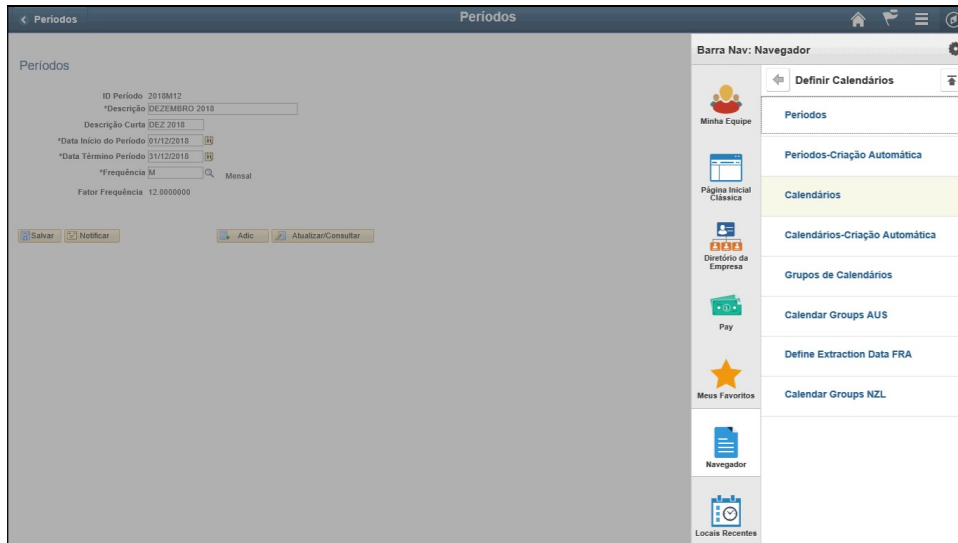 Períodos
Períodos
Períodos
ID Período 2018M12
*Descrição DEZEMBRO 2018
Descrição Curta DEZ 2018
*Data Início do Período 01/12/2018
*Data Término Período 31/12/2018
*Frequência M Mensal
Fator Frequência 12.0000000
Salvar Notificar Adic Atualizar/Consultar
Barra Nav: Navegador
Minha Equipe
Página Inicial
Clássica
Diretório da
Empresa
Pay
Meus Favoritos
Navegador
Locais Recentes
Definir Calendários
Períodos
Períodos-Criação Automática
Calendários
Calendários-Criação Automática
Grupos de Calendários
Calendar Groups AUS
Define Extraction Data FRA
Calendar Groups NZL